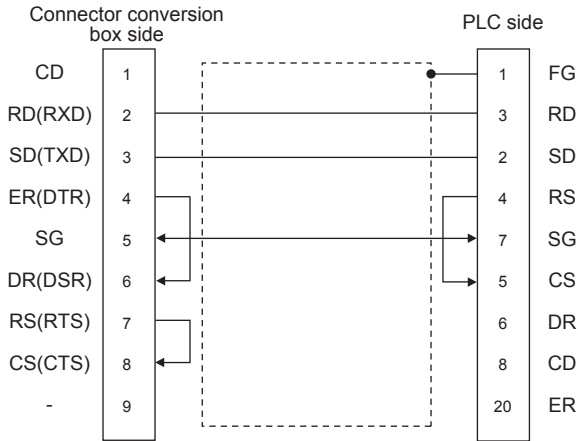 Connector conversion
box side
PLC side
CD 1 1 FG
RD(RXD) 2 3 RD
SD(TXD) 3 2 SD
ER(DTR) 4 4 RS
SG 5 7 SG
DR(DSR) 6 5 CS
RS(RTS) 7 6 DR
CS(CTS) 8 8 CD
- 9 20 ER